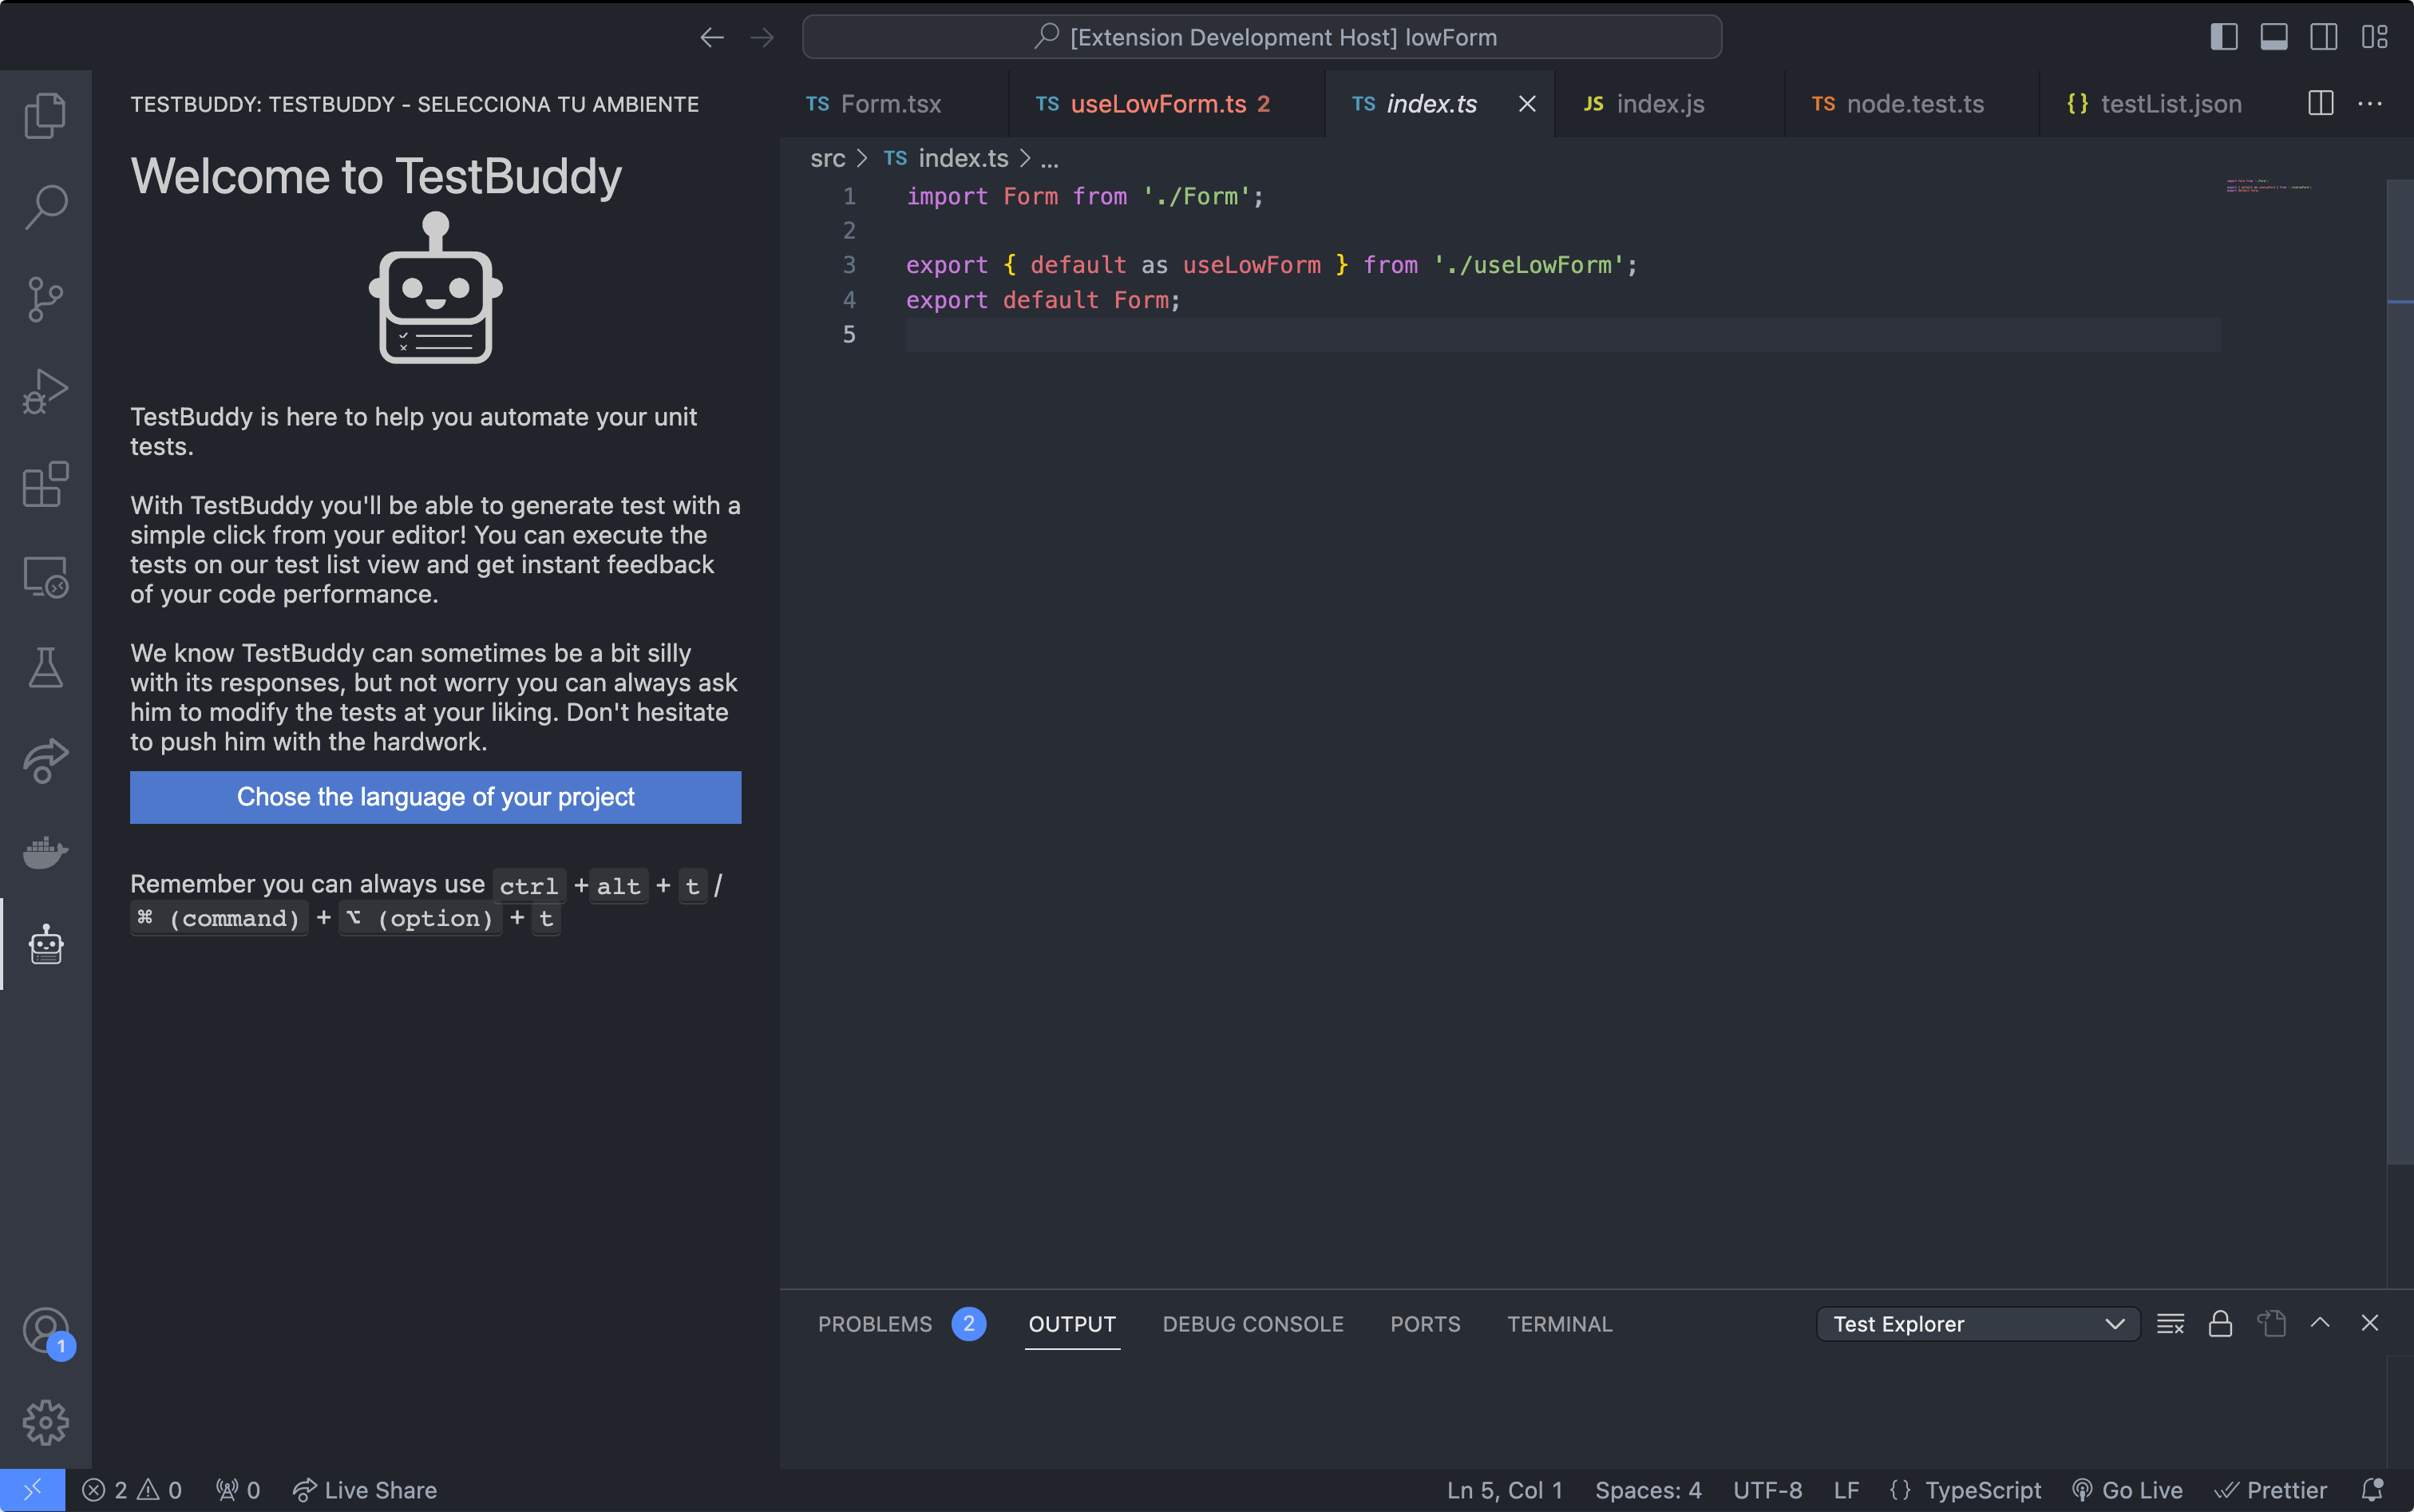 [Extension Development Host] lowForm
TESTBUDDY: TESTBUDDY - SELECCIONA TU AMBIENTE
Welcome to TestBuddy
TestBuddy is here to help you automate your unit
tests.
With TestBuddy you'll be able to generate test with a
simple click from your editor! You can execute the
tests on our test list view and get instant feedback
of your code performance.
We know TestBuddy can sometimes be a bit silly
with its responses, but not worry you can always ask
him to modify the tests at your liking. Don't hesitate
to push him with the hardwork.
Chose the language of your project
Remember you can always use ctrl + alt + t /
⌘ (command) + ⌥ (option) + t
1
TS Form.tsx TS useLowForm.ts 2 TS index.ts JS index.js TS node.test.ts {} testList.json ...
src > TS index.ts > ...
1 import Form from './Form';
2
3 export { default as useLowForm } from './useLowForm';
4 export default Form;
5
PROBLEMS 2 OUTPUT DEBUG CONSOLE PORTS TERMINAL Test Explorer
2 0 0 Live Share Ln 5, Col 1 Spaces: 4 UTF-8 LF {} TypeScript Go Live Prettier